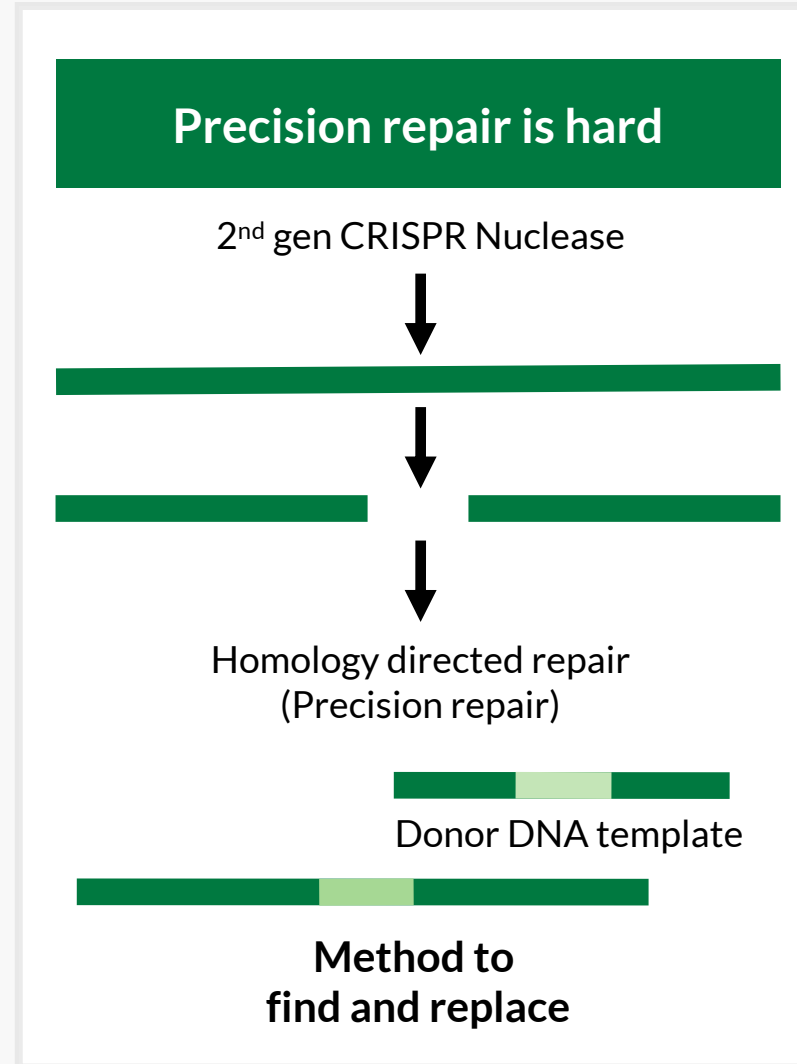 Precision repair is hard
2nd gen CRISPR Nuclease
Homology directed repair
(Precision repair)
Donor DNA template
Method to
find and replace